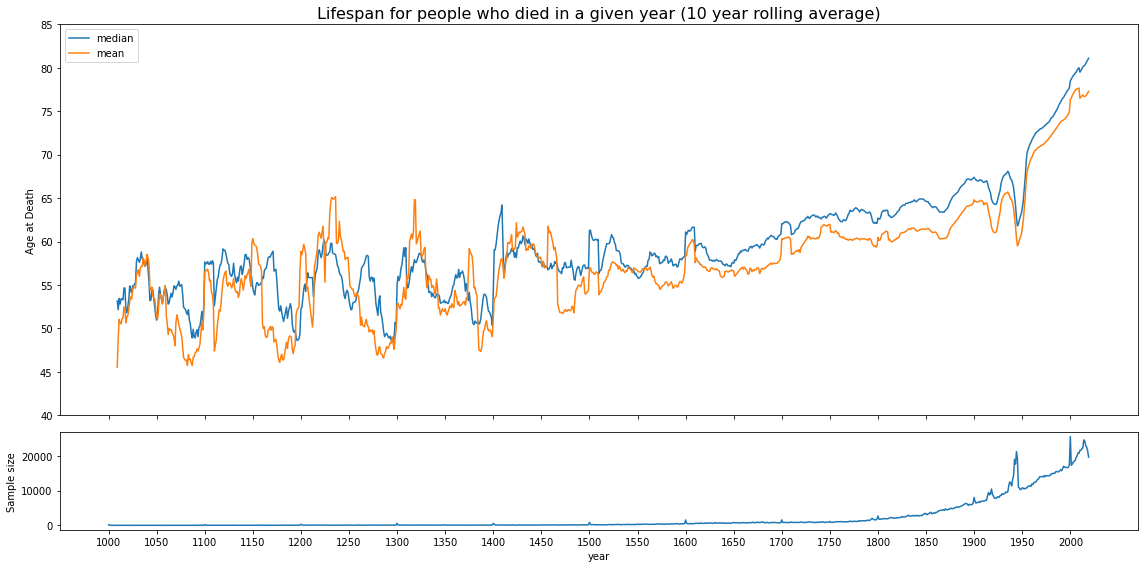 Lifespan for people who died in a given year (10 year rolling average)
85
median
mean
80
75
70
65
60
55
50
45
40
Age at Death
20000
10000
0
Sample size
1000 1050 1100 1150 1200 1250 1300 1350 1400 1450 1500 1550 1600 1650 1700 1750 1800 1850 1900 1950 2000
year